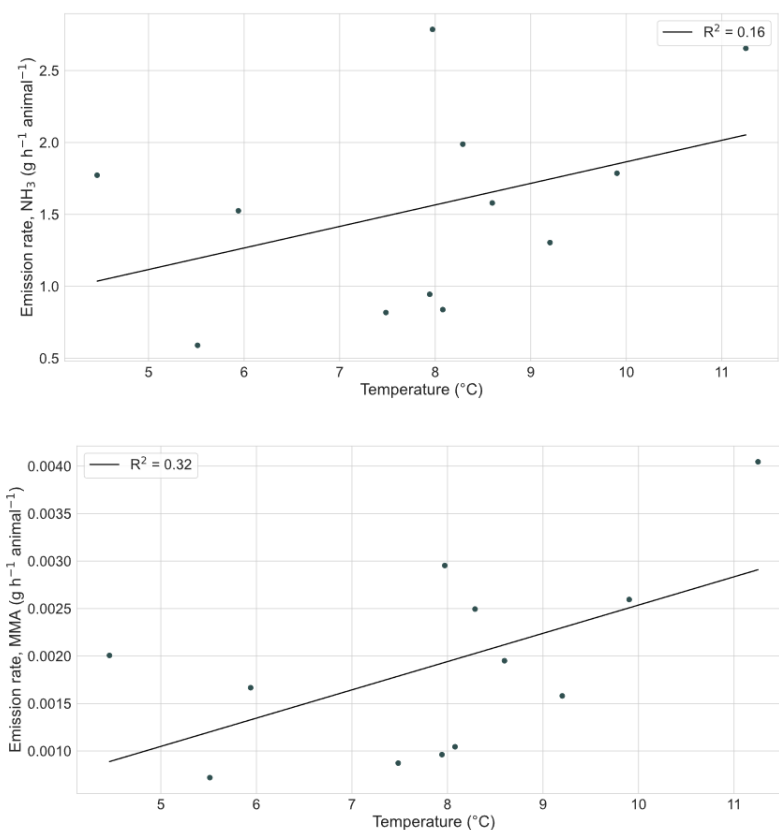 R² = 0.16
Emission rate, NH₃ (g h⁻¹ animal⁻¹)
2.5
2.0
1.5
1.0
0.5
5 6 7 8 9 10 11
Temperature (°C)
R² = 0.32
Emission rate, MMA (g h⁻¹ animal⁻¹)
0.0040
0.0035
0.0030
0.0025
0.0020
0.0015
0.0010
5 6 7 8 9 10 11
Temperature (°C)